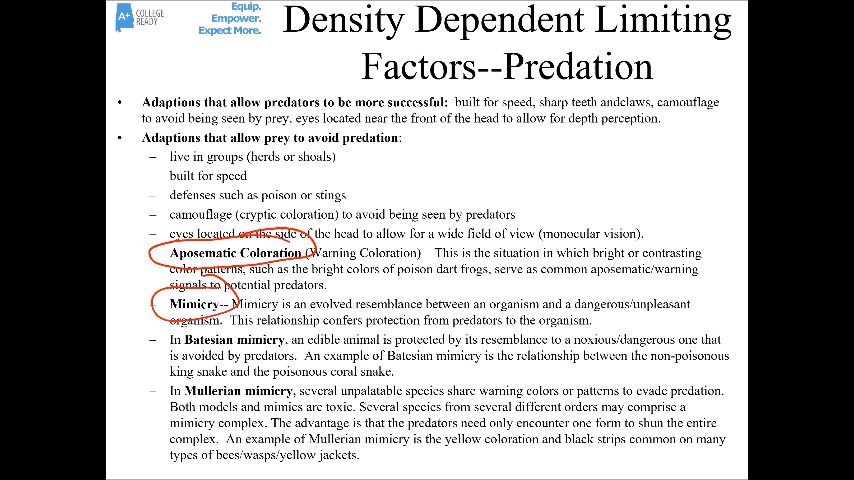 A+ COLLEGE
READY
Equip.
Empower.
Expect More.
Density Dependent Limiting
Factors--Predation
• Adaptions that allow predators to be more successful: built for speed, sharp teeth andclaws, camouflage
to avoid being seen by prey, eyes located near the front of the head to allow for depth perception.
• Adaptions that allow prey to avoid predation:
– live in groups (herds or shoals)
built for speed
– defenses such as poison or stings
– camouflage (cryptic coloration) to avoid being seen by predators
– eyes located on the side of the head to allow for a wide field of view (monocular vision).
Aposematic Coloration (Warning Coloration) This is the situation in which bright or contrasting
color patterns, such as the bright colors of poison dart frogs, serve as common aposematic/warning
signals to potential predators.
– Mimicry-- Mimicry is an evolved resemblance between an organism and a dangerous/unpleasant
organism. This relationship confers protection from predators to the organism.
– In Batesian mimicry, an edible animal is protected by its resemblance to a noxious/dangerous one that
is avoided by predators. An example of Batesian mimicry is the relationship between the non-poisonous
king snake and the poisonous coral snake.
– In Mullerian mimicry, several unpalatable species share warning colors or patterns to evade predation.
Both models and mimics are toxic. Several species from several different orders may comprise a
mimicry complex. The advantage is that the predators need only encounter one form to shun the entire
complex. An example of Mullerian mimicry is the yellow coloration and black strips common on many
types of bees/wasps/yellow jackets.